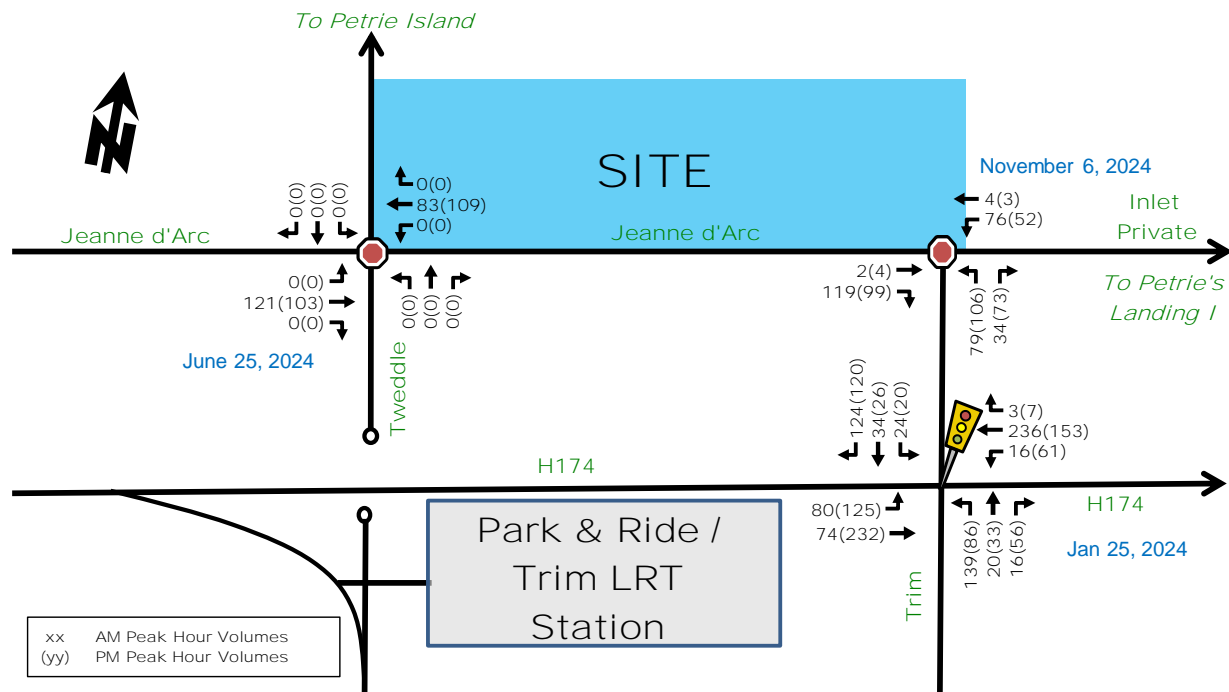 To Petrie Island
SITE
November 6, 2024
0(0)
0(0)
0(0)
0(0)
83(109)
0(0)
4(3)
76(52)
Inlet
Private
Jeanne d'Arc
Jeanne d'Arc
0(0)
121(103)
0(0)
0(0)
0(0)
0(0)
2(4)
119(99)
79(106)
34(73)
To Petrie's
Landing I
June 25, 2024
Tweddle
124(120)
34(26)
24(20)
3(7)
236(153)
16(61)
H174
80(125)
74(232)
139(86)
20(33)
16(56)
H174
Jan 25, 2024
Trim
Park & Ride /
Trim LRT
Station
xx AM Peak Hour Volumes
(yy) PM Peak Hour Volumes